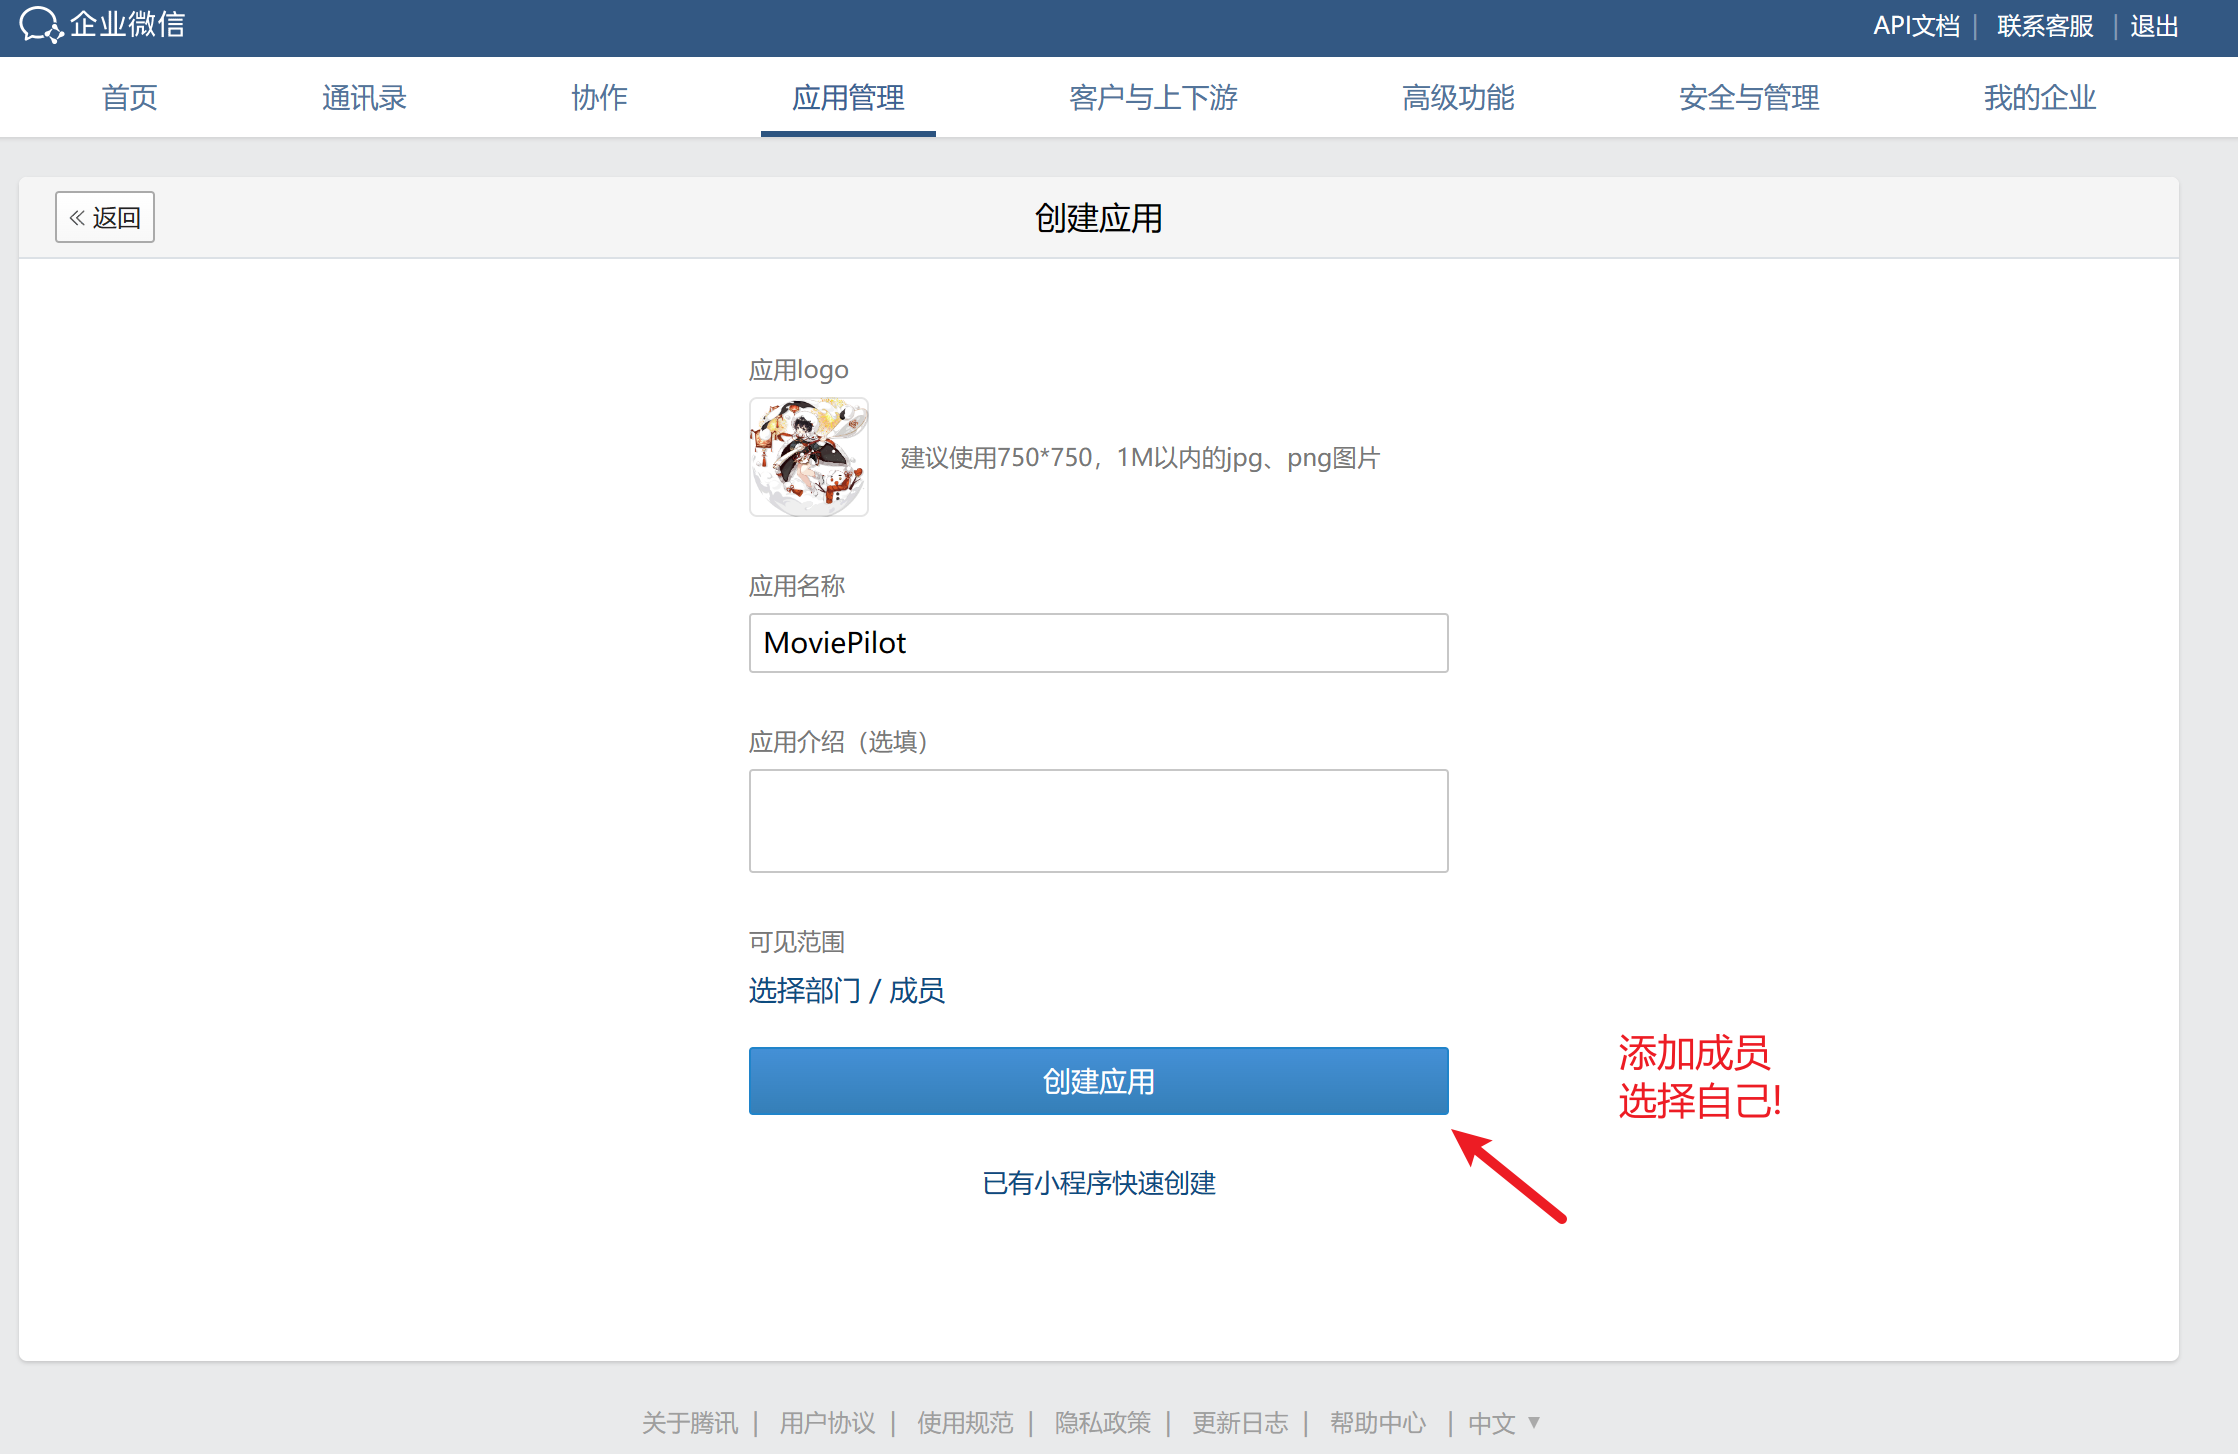 企业微信
API文档 | 联系客服 | 退出
首页 通讯录 协作 应用管理 客户与上下游 高级功能 安全与管理 我的企业
« 返回
创建应用
应用logo
建议使用750*750，1M以内的jpg、png图片
应用名称
MoviePilot
应用介绍（选填）
可见范围
选择部门 / 成员
创建应用
添加成员
选择自己!
已有小程序快速创建
关于腾讯 | 用户协议 | 使用规范 | 隐私政策 | 更新日志 | 帮助中心 | 中文 ▼